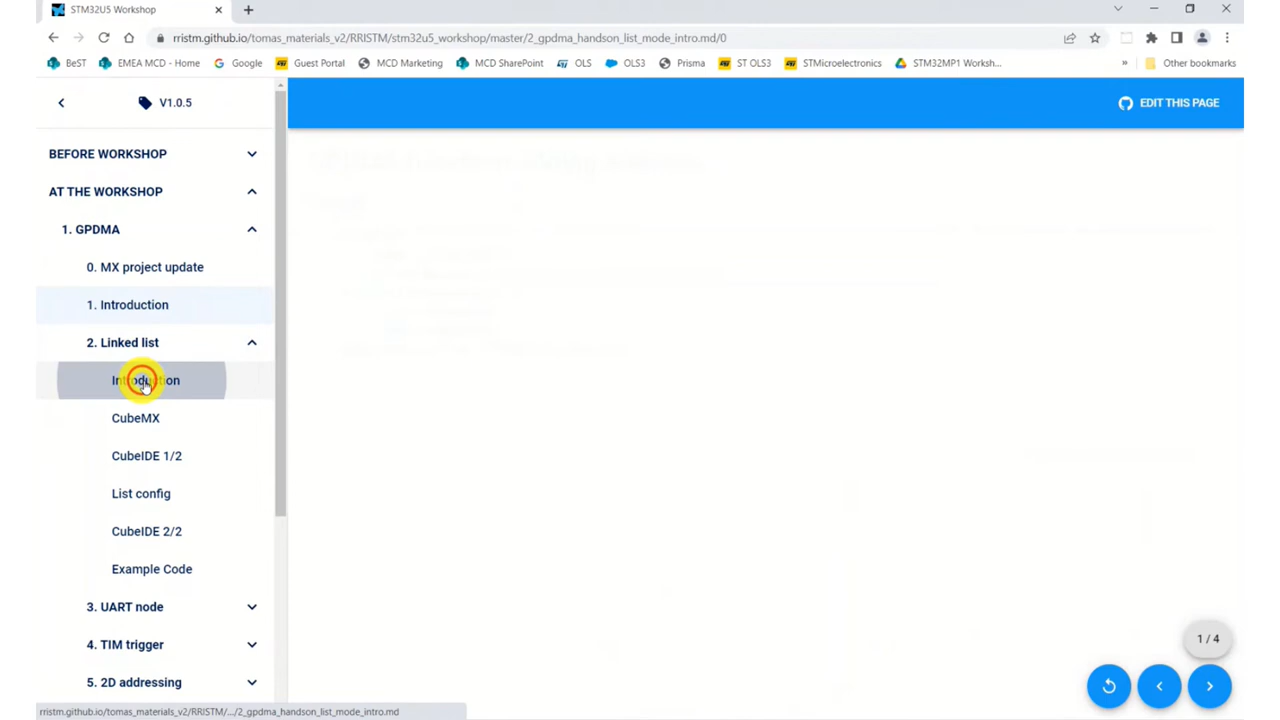 STM32U5 Workshop
rristm.github.io/tomas_materials_v2/RRISTM/stm32u5_workshop/master/2_gpdma_handson_list_mode_intro.md/0
BeST EMEA MCD - Home Google Guest Portal MCD Marketing MCD SharePoint OLS OLS3 Prisma ST OLS3 STMicroelectronics STM32MP1 Worksh... » Other bookmarks
V1.0.5 EDIT THIS PAGE
BEFORE WORKSHOP
AT THE WORKSHOP
1. GPDMA
0. MX project update
1. Introduction
2. Linked list
Introduction
CubeMX
CubeIDE 1/2
List config
CubeIDE 2/2
Example Code
3. UART node
4. TIM trigger
5. 2D addressing
1 / 4
rristm.github.io/tomas_materials_v2/RRISTM/.../2_gpdma_handson_list_mode_intro.md